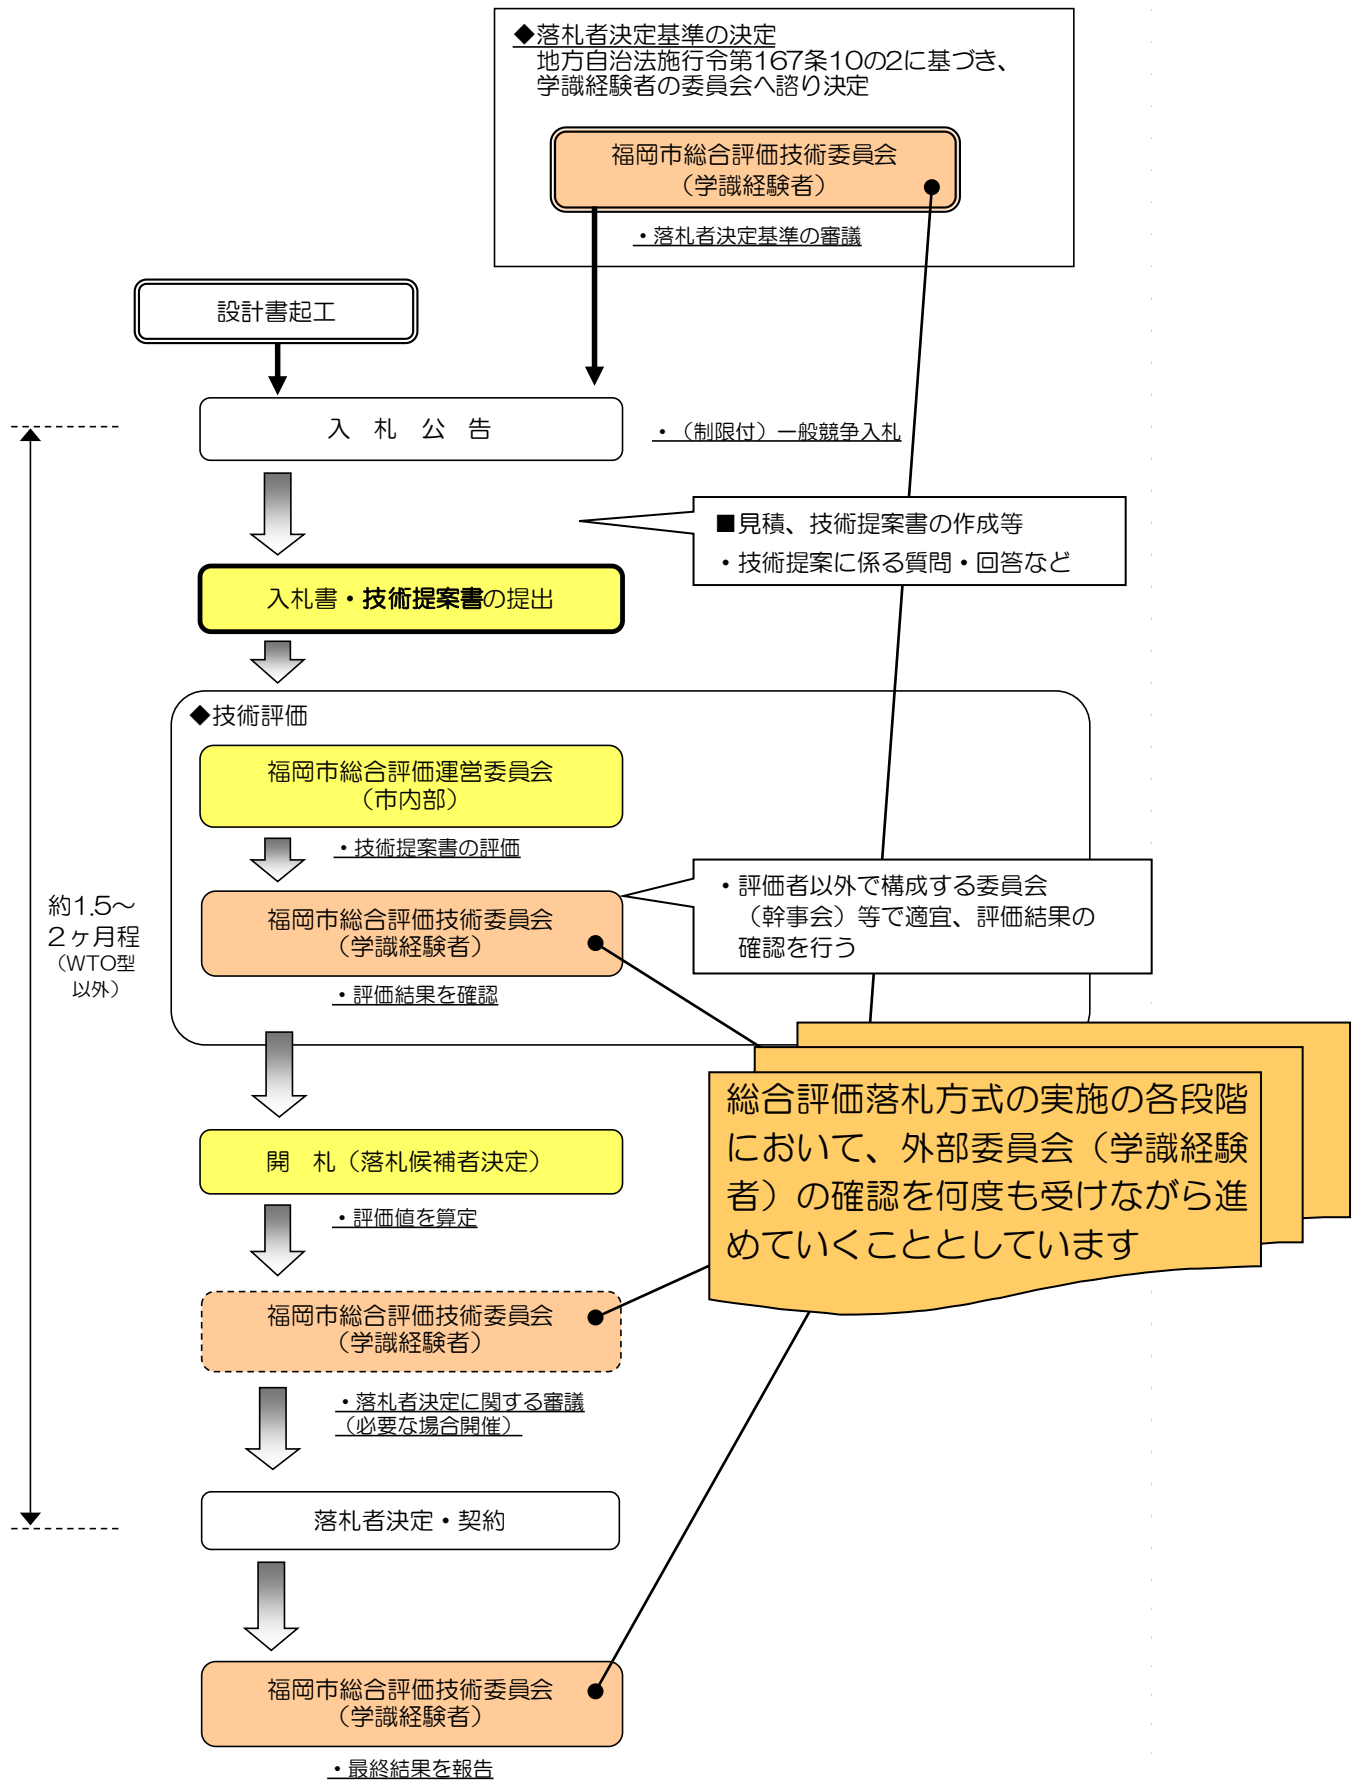 ◆落札者決定基準の決定
地方自治法施行令第167条10の2に基づき、
学識経験者の委員会へ諮り決定
福岡市総合評価技術委員会
（学識経験者）
・落札者決定基準の審議
設計書起工
入 札 公 告
・（制限付）一般競争入札
■見積、技術提案書の作成等
・技術提案に係る質問・回答など
入札書・技術提案書の提出
◆技術評価
福岡市総合評価運営委員会
（市内部）
・技術提案書の評価
福岡市総合評価技術委員会
（学識経験者）
・評価結果を確認
・評価者以外で構成する委員会
（幹事会）等で適宜、評価結果の
確認を行う
約1.5～
2ヶ月程
（WTO型
以外）
総合評価落札方式の実施の各段階
において、外部委員会（学識経験
者）の確認を何度も受けながら進
めていくこととしています
開 札（落札候補者決定）
・評価値を算定
福岡市総合評価技術委員会
（学識経験者）
・落札者決定に関する審議
（必要な場合開催）
落札者決定・契約
福岡市総合評価技術委員会
（学識経験者）
・最終結果を報告